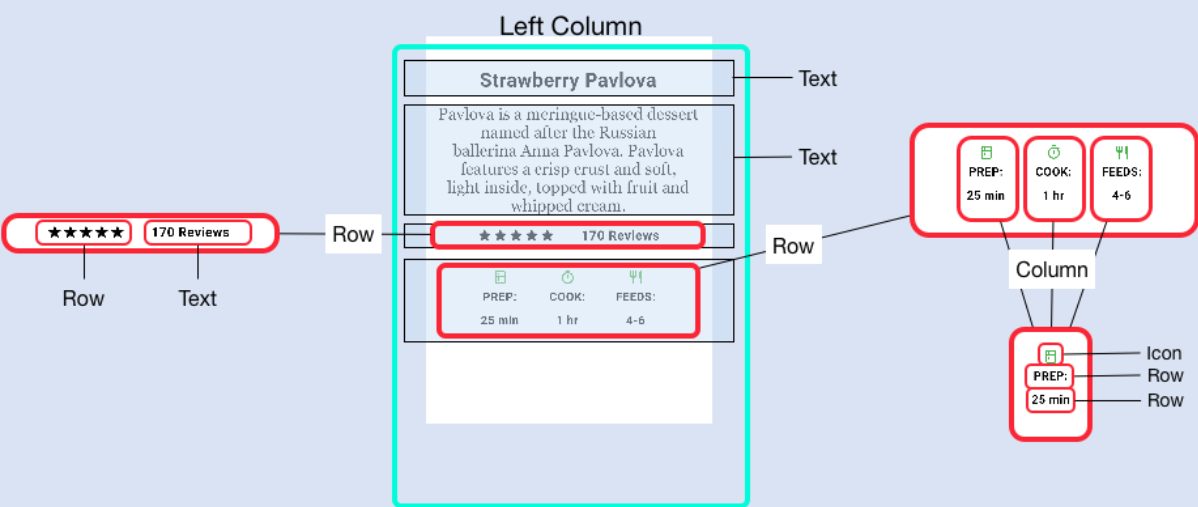 Left Column
Strawberry Pavlova
Text
Pavlova is a meringue-based dessert
named after the Russian
ballerina Anna Pavlova. Pavlova
features a crisp crust and soft,
light inside, topped with fruit and
whipped cream.
Text
★★★★★ 170 Reviews
Row
Text
Row
★★★★★ 170 Reviews
Row
PREP: COOK: FEEDS:
25 min 1 hr 4-6
PREP: COOK: FEEDS:
25 min 1 hr 4-6
Column
PREP:
25 min
Icon
Row
Row